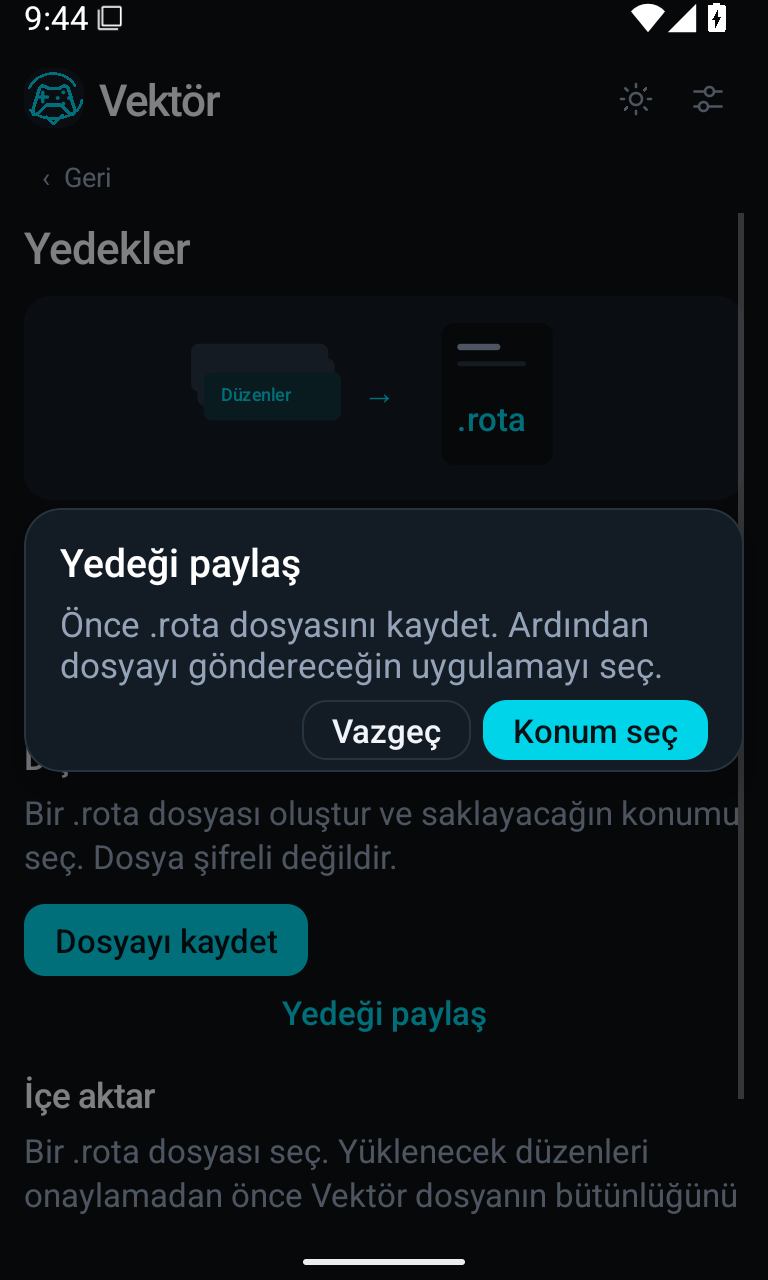 9:44
Vektör
‹ Geri
Yedekler
Düzenler
→
.rota
Yedeği paylaş
Önce .rota dosyasını kaydet. Ardından
dosyayı göndereceğin uygulamayı seç.
Vazgeç
Konum seç
Bir .rota dosyası oluştur ve saklayacağın konumu
seç. Dosya şifreli değildir.
Dosyayı kaydet
Yedeği paylaş
İçe aktar
Bir .rota dosyası seç. Yüklenecek düzenleri
onaylamadan önce Vektör dosyanın bütünlüğünü